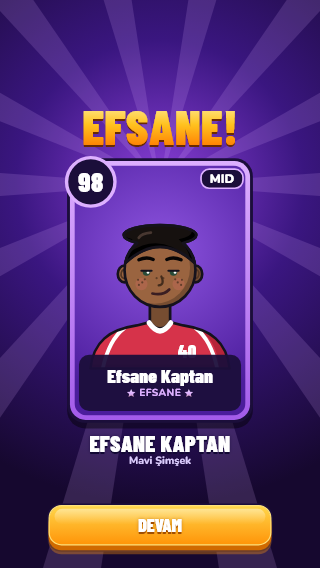 EFSANE!
98
MID
40
Efsane Kaptan
★ EFSANE ★
EFSANE KAPTAN
Mavi Şimşek
DEVAM